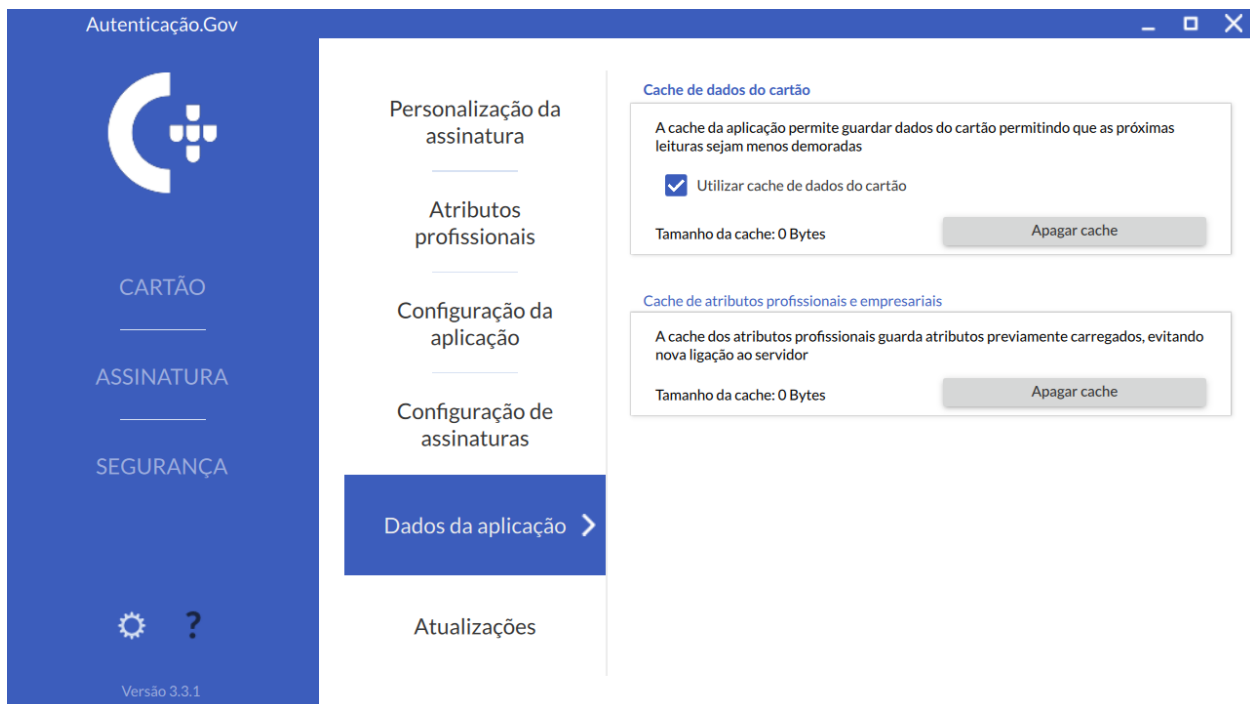 Autenticação.Gov
CARTÃO
ASSINATURA
SEGURANÇA
?
Versão 3.3.1
Personalização da
assinatura
Atributos
profissionais
Configuração da
aplicação
Configuração de
assinaturas
Dados da aplicação
Atualizações
Cache de dados do cartão
A cache da aplicação permite guardar dados do cartão permitindo que as próximas
leituras sejam menos demoradas
Utilizar cache de dados do cartão
Tamanho da cache: 0 Bytes
Apagar cache
Cache de atributos profissionais e empresariais
A cache dos atributos profissionais guarda atributos previamente carregados, evitando
nova ligação ao servidor
Tamanho da cache: 0 Bytes
Apagar cache